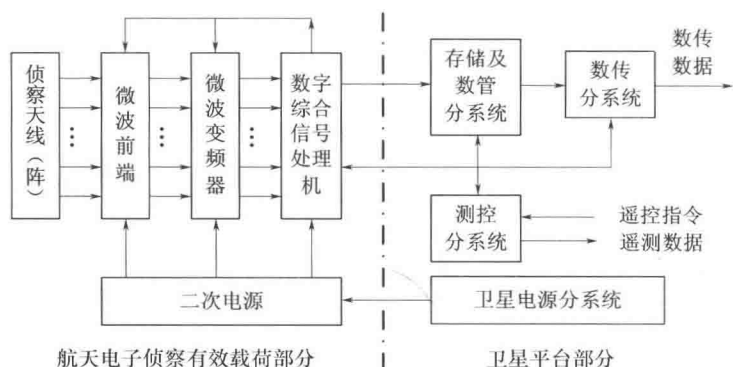 侦察天线(阵)
微波前端
微波变频器
数字
综合
信号
处理
机
存储及
数管
分系统
数传
分系统
数传
数据
测控
分系统
遥控指令
遥测数据
二次电源
卫星电源分系统
航天电子侦察有效载荷部分
卫星平台部分